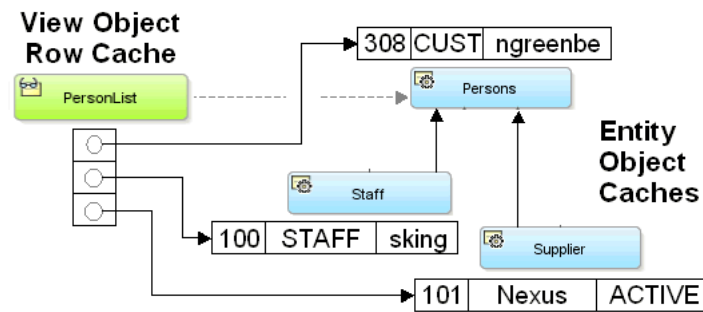 View Object
Row Cache
308 CUST ngreenbe
PersonList
Persons
Entity
Object
Caches
Staff
100 STAFF sking
Supplier
101 Nexus ACTIVE